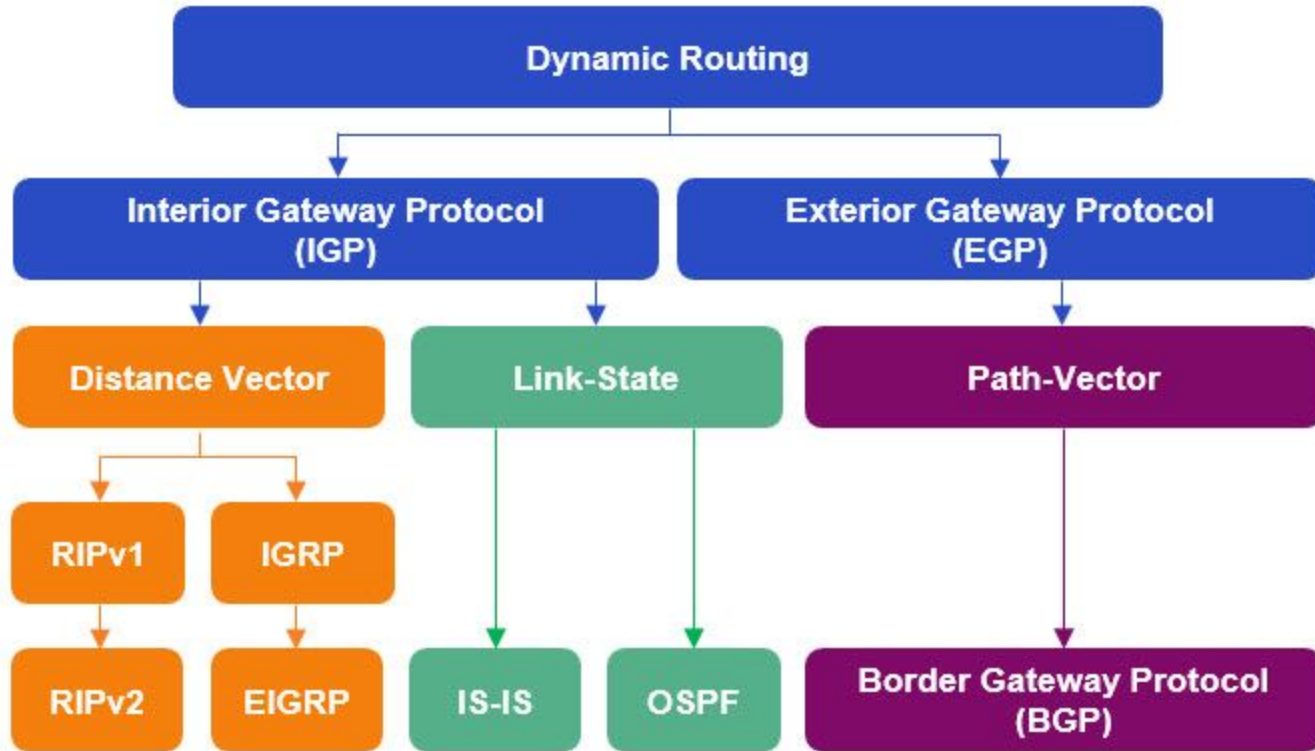 Dynamic Routing
Interior Gateway Protocol
(IGP)
Exterior Gateway Protocol
(EGP)
Distance Vector
Link-State
Path-Vector
RIPv1
IGRP
RIPv2
EIGRP
IS-IS
OSPF
Border Gateway Protocol
(BGP)